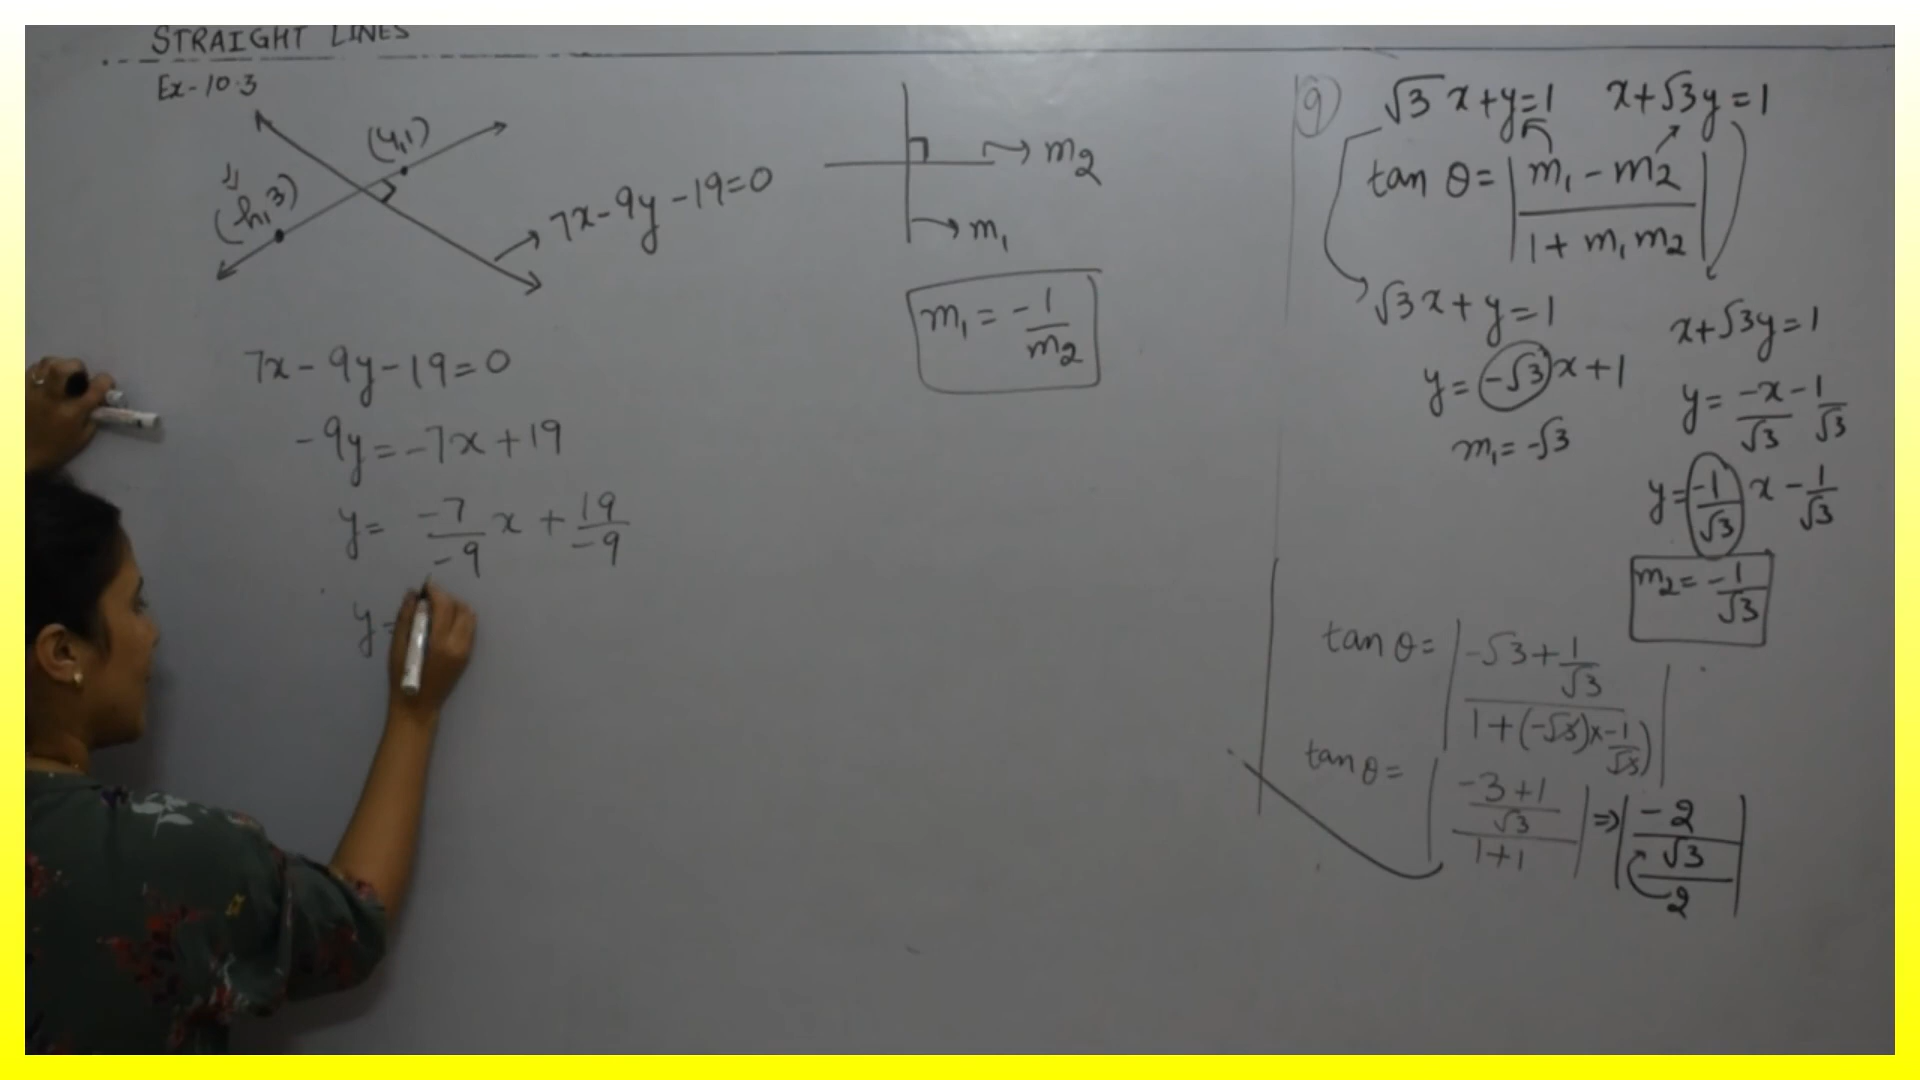 STRAIGHT LINES
Ex-10.3
(4,1)
(h,3)
7x-9y-19=0
7x-9y-19=0
-9y=-7x+19
y= -7/-9 x + 19/-9
y=
m2
m1
m1 = -1/m2
9 √3 x+y=1 x+√3y=1
tan θ= |m1-m2 / 1+m1m2|
√3x+y=1
y=-√3x+1
m1=-√3
x+√3y=1
y= -x/√3 - 1/√3
y= -1/√3 x - 1/√3
m2= -1/√3
tan θ= |-√3+1/√3 / 1+(-√3)x-1/√3)|
tan θ= |-3+1/√3 / 1+1| ⇒ |-2/√3 / 2|